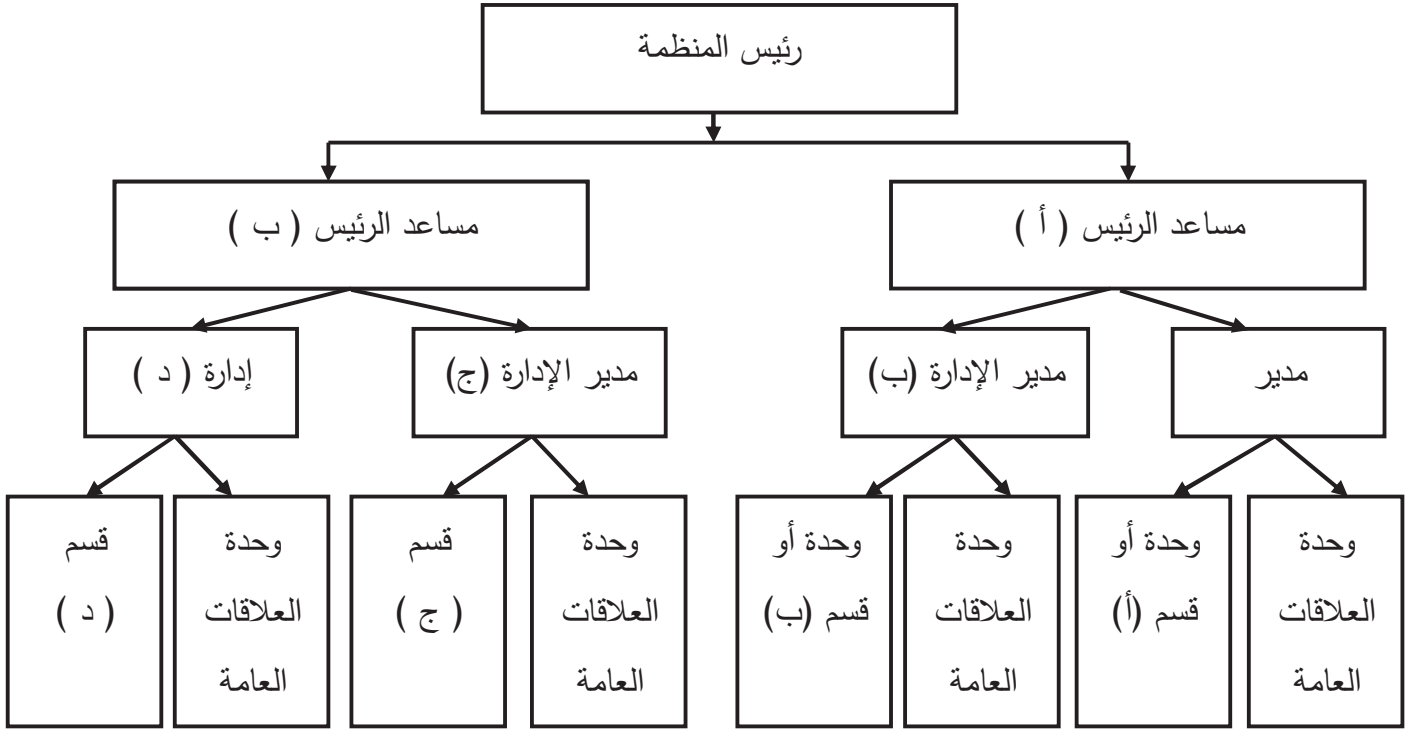 رئيس المنظمة
مساعد الرئيس ( أ )
مساعد الرئيس ( ب )
مدير
مدير الإدارة (ب)
مدير الإدارة (ج)
إدارة ( د )
وحدة
العلاقات
العامة
وحدة أو
قسم (أ)
وحدة
العلاقات
العامة
وحدة أو
قسم (ب)
وحدة
العلاقات
العامة
قسم
( ج )
وحدة
العلاقات
العامة
قسم
( د )